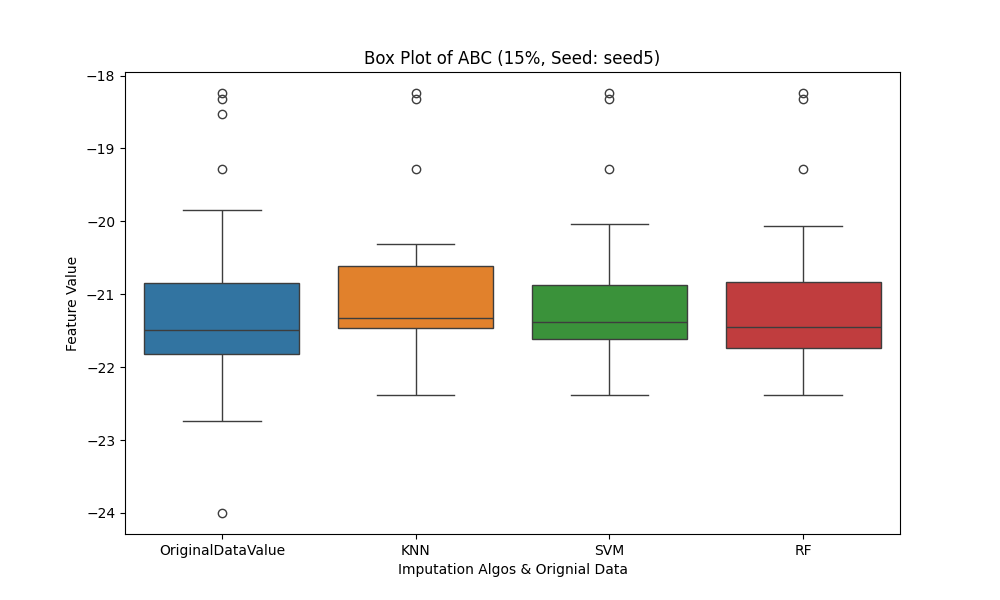 Box Plot of ABC (15%, Seed: seed5)
−18
−19
−20
−21
−22
−23
−24
Feature Value
OriginalDataValue KNN SVM RF
Imputation Algos & Orignial Data